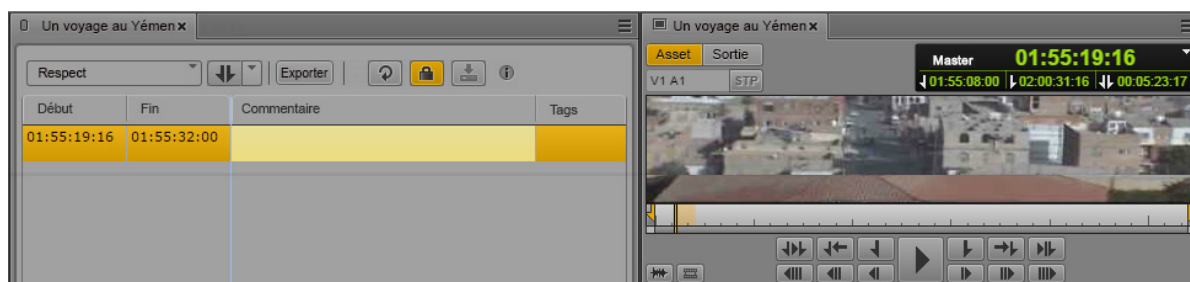 Un voyage au Yémen x
Respect
Exporter
Début Fin Commentaire Tags
01:55:19:16 01:55:32:00
Un voyage au Yémen x
Asset Sortie
Master 01:55:19:16
V1 A1 STP
01:55:08:00 02:00:31:16 00:05:23:17